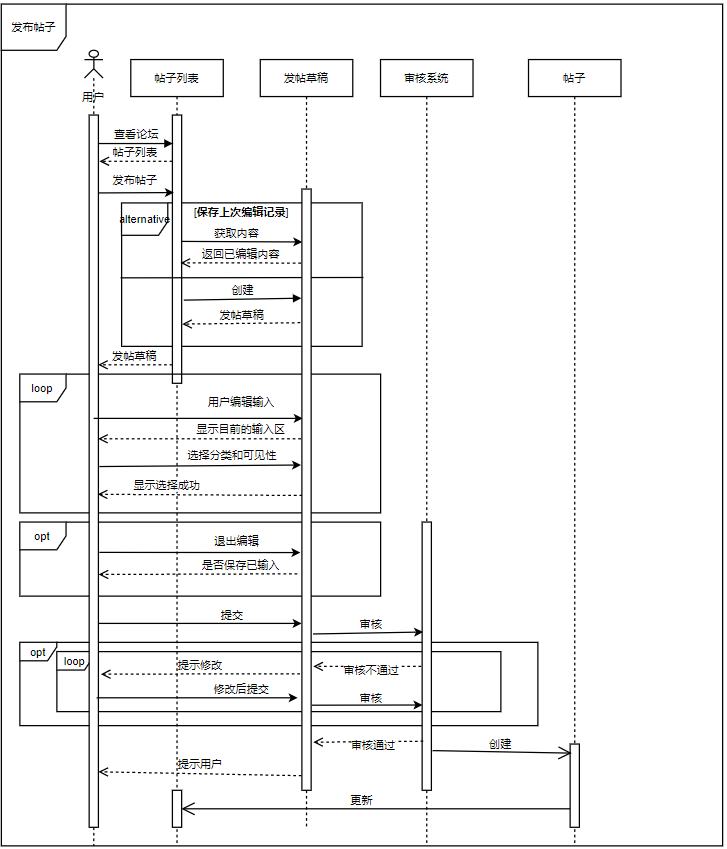 发布帖子
用户
帖子列表
发帖草稿
审核系统
帖子
查看论坛
帖子列表
发布帖子
alternative
[保存上次编辑记录]
获取内容
返回已编辑内容
创建
发帖草稿
发帖草稿
loop
用户编辑输入
显示目前的输入区
选择分类和可见性
显示选择成功
opt
退出编辑
是否保存已输入
提交
审核
opt
loop
提示修改
审核不通过
修改后提交
审核
审核通过
创建
提示用户
更新